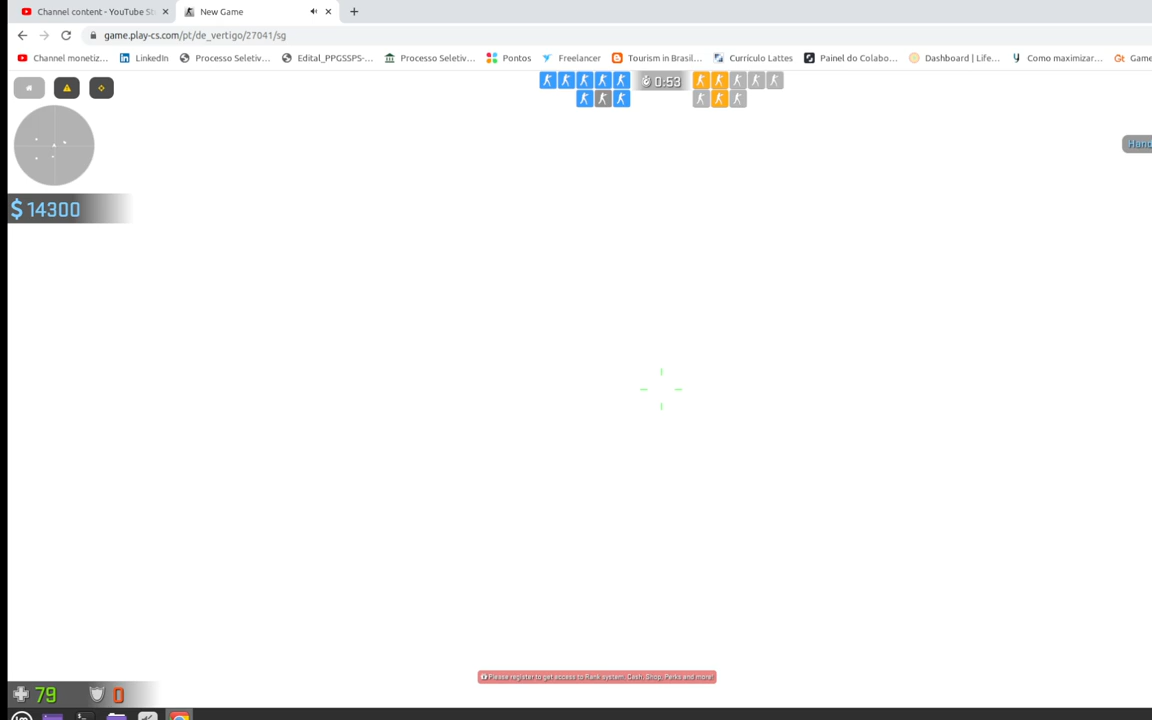 Channel content - YouTube St
New Game
game.play-cs.com/pt/de_vertigo/27041/sg
Channel monetiz...
LinkedIn
Processo Seletiv...
Edital_PPGSSPS-...
Processo Seletiv...
Pontos
Freelancer
Tourism in Brasil...
Currículo Lattes
Painel do Colabo...
Dashboard | Life...
Como maximizar...
Game
0:53
Hand
$ 14300
Please register to get access to Rank system, Cash, Shop, Perks and more!
79
0